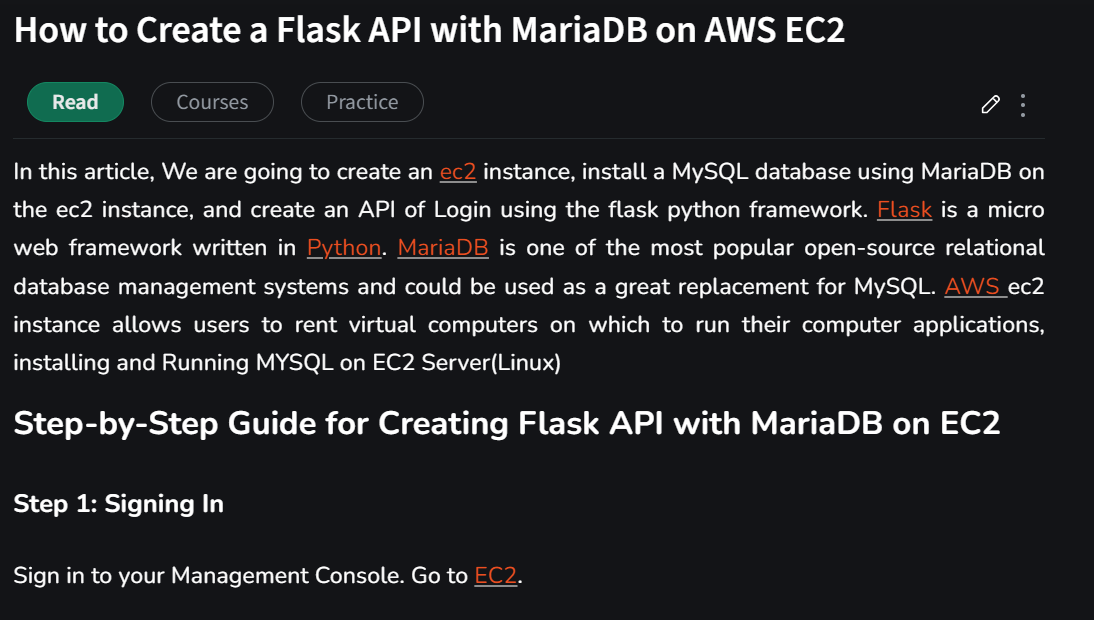 How to Create a Flask API with MariaDB on AWS EC2
Read Courses Practice
In this article, We are going to create an ec2 instance, install a MySQL database using MariaDB on
the ec2 instance, and create an API of Login using the flask python framework. Flask is a micro
web framework written in Python. MariaDB is one of the most popular open-source relational
database management systems and could be used as a great replacement for MySQL. AWS ec2
instance allows users to rent virtual computers on which to run their computer applications,
installing and Running MYSQL on EC2 Server(Linux)
Step-by-Step Guide for Creating Flask API with MariaDB on EC2
Step 1: Signing In
Sign in to your Management Console. Go to EC2.